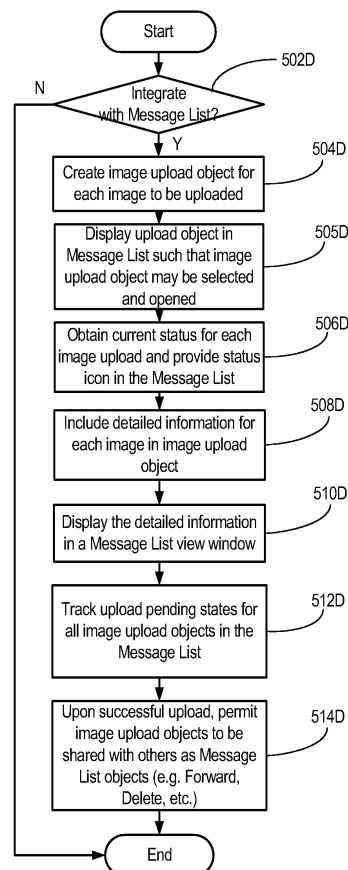 Start
502D
N
Integrate
with Message List?
Y
504D
Create image upload object for
each image to be uploaded
505D
Display upload object in
Message List such that image
upload object may be selected
and opened
506D
Obtain current status for each
image upload and provide status
icon in the Message List
508D
Include detailed information for
each image in image upload
object
510D
Display the detailed information
in a Message List view window
512D
Track upload pending states for
all image upload objects in the
Message List
514D
Upon successful upload, permit
image upload objects to be
shared with others as Message
List objects (e.g. Forward,
Delete, etc.)
End